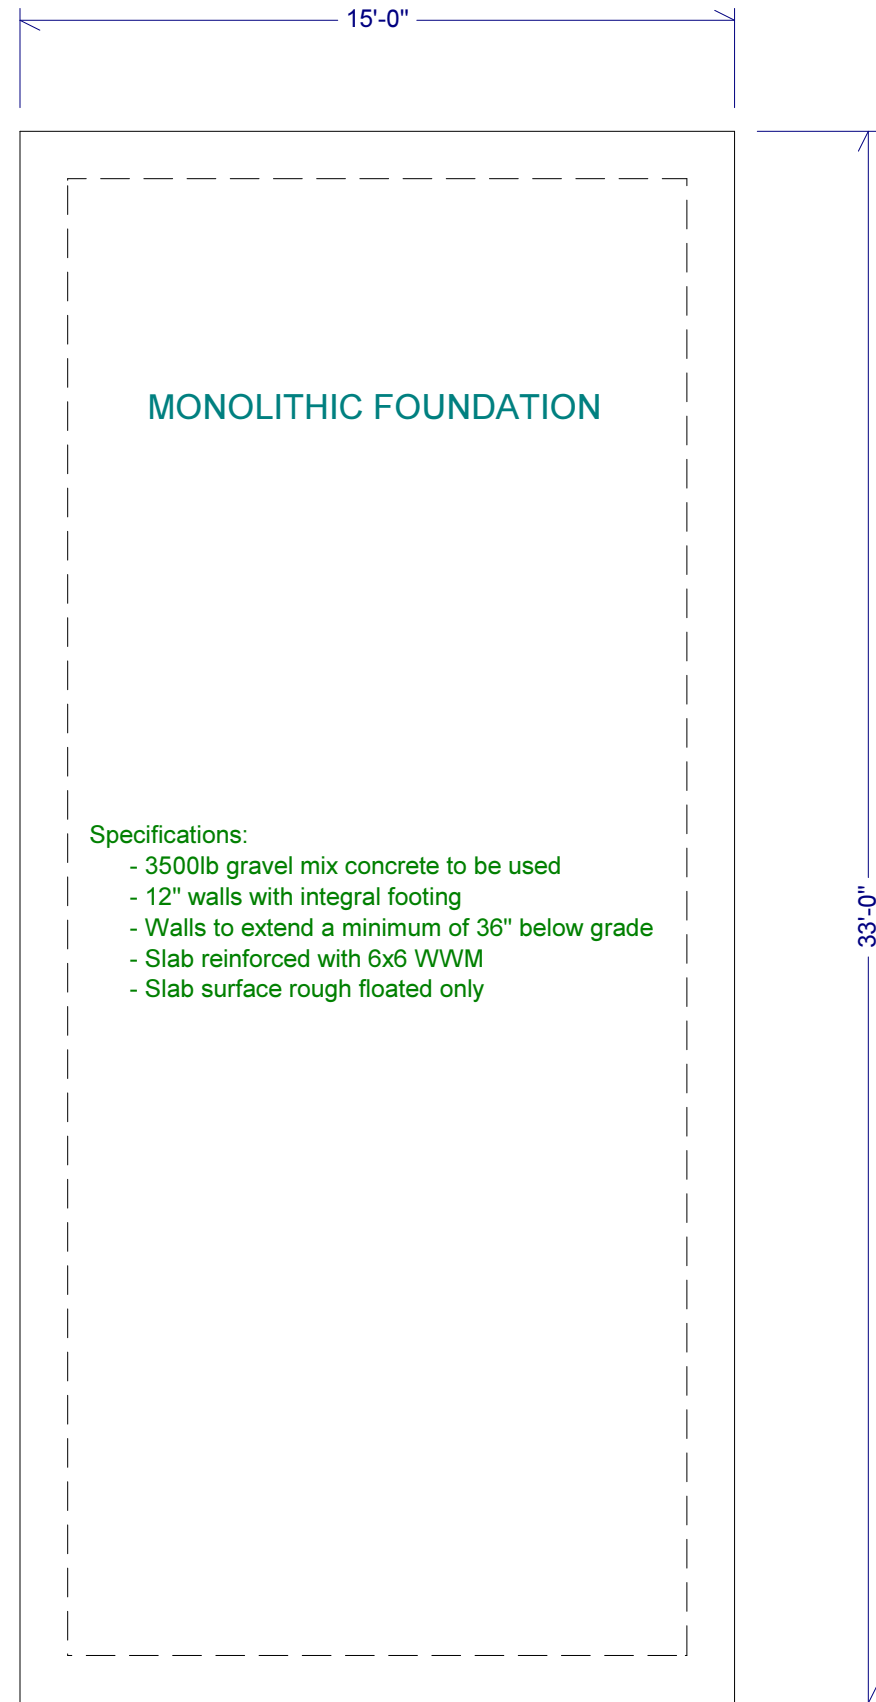 15'-0"
MONOLITHIC FOUNDATION
Specifications:
- 3500lb gravel mix concrete to be used
- 12" walls with integral footing
- Walls to extend a minimum of 36" below grade
- Slab reinforced with 6x6 WWM
- Slab surface rough floated only
33'-0"